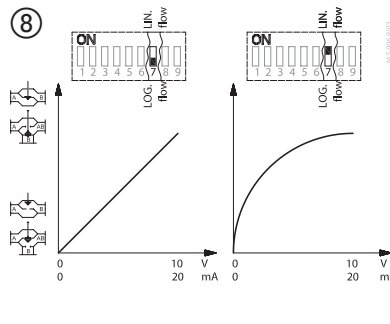 8
LIN.
flow
ON
1 2 3 4 5 6 7 8 9
LOG.
flow
LIN.
flow
ON
1 2 3 4 5 6 7 8 9
LOG.
flow
A B
A AB
B
A B
A AB
B
0 10 V
0 20 mA
0 10 V
0 20 m